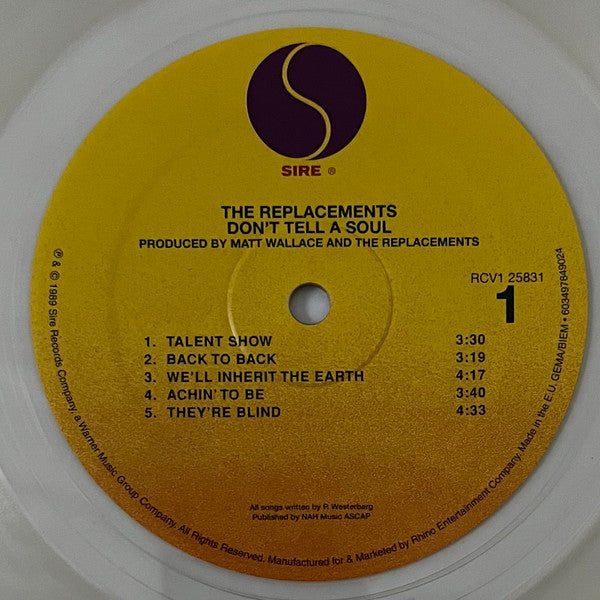 SIRE ®
THE REPLACEMENTS
DON'T TELL A SOUL
PRODUCED BY MATT WALLACE AND THE REPLACEMENTS
RCV1 25831
1
1. TALENT SHOW 3:30
2. BACK TO BACK 3:19
3. WE'LL INHERIT THE EARTH 4:17
4. ACHIN' TO BE 3:40
5. THEY'RE BLIND 4:33
All songs written by P. Westerberg
Published by NAH Music ASCAP
℗ & © 1989 Sire Records Company, a Warner Music Group Company. All Rights Reserved. Manufactured for & Marketed by Rhino Entertainment Company. Made in the E.U. GEMA/BIEM • 603497849024